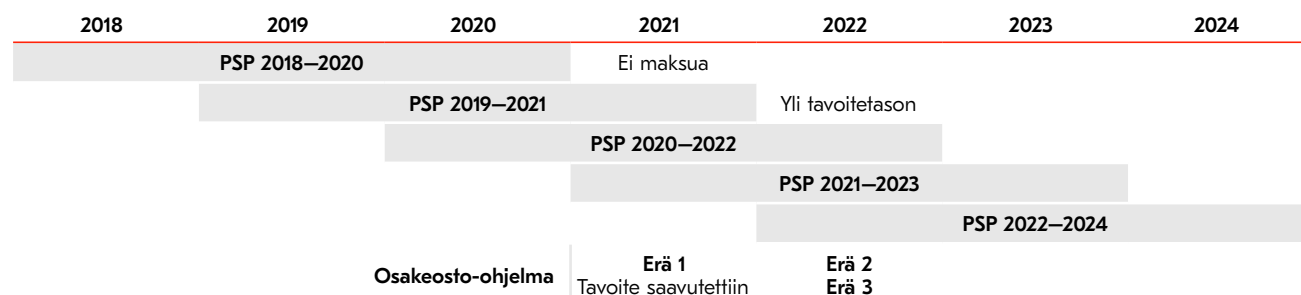 2018 2019 2020 2021 2022 2023 2024
PSP 2018–2020 Ei maksua
PSP 2019–2021 Yli tavoitetason
PSP 2020–2022
PSP 2021–2023
PSP 2022–2024
Osakeosto-ohjelma Erä 1 Erä 2
Tavoite saavutettiin Erä 3